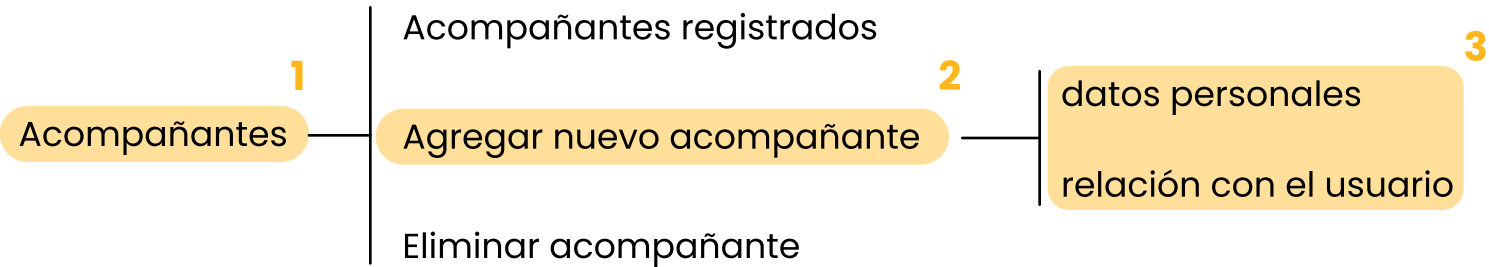 Acompañantes registrados
1
2
3
Acompañantes
Agregar nuevo acompañante
datos personales
relación con el usuario
Eliminar acompañante